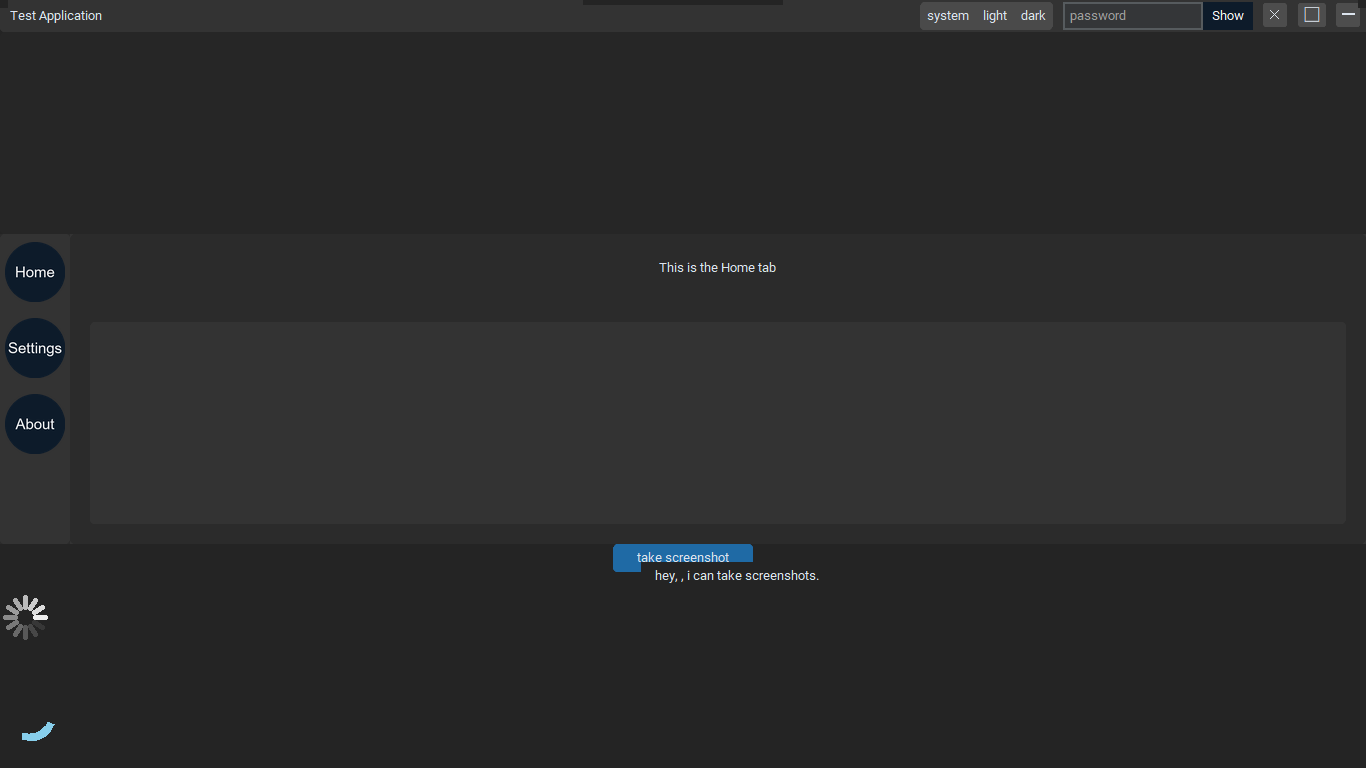 Test Application
system light dark password Show
Home
This is the Home tab
Settings
About
take screenshot
hey, , i can take screenshots.